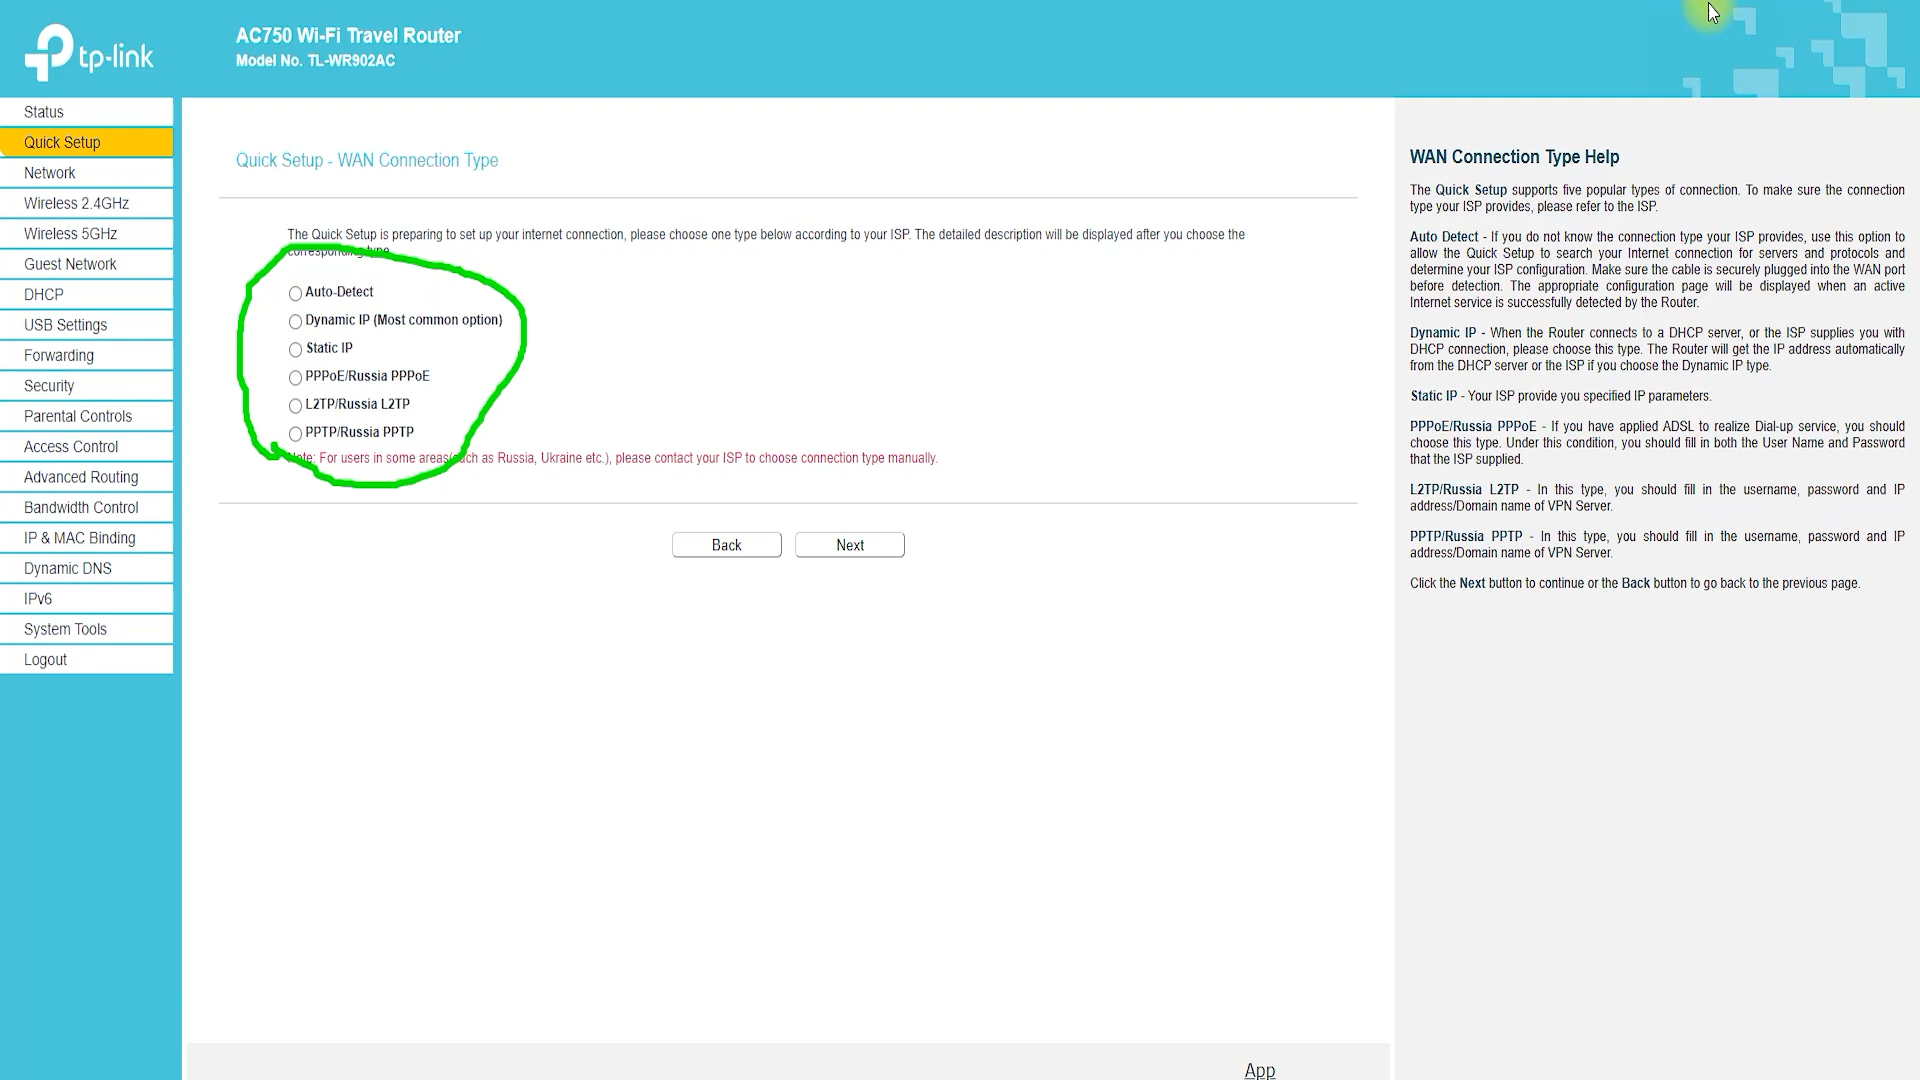 tp-link
AC750 Wi-Fi Travel Router
Model No. TL-WR902AC
Status
Quick Setup
Network
Wireless 2.4GHz
Wireless 5GHz
Guest Network
DHCP
USB Settings
Forwarding
Security
Parental Controls
Access Control
Advanced Routing
Bandwidth Control
IP & MAC Binding
Dynamic DNS
IPv6
System Tools
Logout
Quick Setup - WAN Connection Type
The Quick Setup is preparing to set up your internet connection, please choose one type below according to your ISP. The detailed description will be displayed after you choose the
corresponding type.
Auto-Detect
Dynamic IP (Most common option)
Static IP
PPPoE/Russia PPPoE
L2TP/Russia L2TP
PPTP/Russia PPTP
Note: For users in some areas(such as Russia, Ukraine etc.), please contact your ISP to choose connection type manually.
Back
Next
App
WAN Connection Type Help
The Quick Setup supports five popular types of connection. To make sure the connection
type your ISP provides, please refer to the ISP.
Auto Detect - If you do not know the connection type your ISP provides, use this option to
allow the Quick Setup to search your Internet connection for servers and protocols and
determine your ISP configuration. Make sure the cable is securely plugged into the WAN port
before detection. The appropriate configuration page will be displayed when an active
Internet service is successfully detected by the Router.
Dynamic IP - When the Router connects to a DHCP server, or the ISP supplies you with
DHCP connection, please choose this type. The Router will get the IP address automatically
from the DHCP server or the ISP if you choose the Dynamic IP type.
Static IP - Your ISP provide you specified IP parameters.
PPPoE/Russia PPPoE - If you have applied ADSL to realize Dial-up service, you should
choose this type. Under this condition, you should fill in both the User Name and Password
that the ISP supplied.
L2TP/Russia L2TP - In this type, you should fill in the username, password and IP
address/Domain name of VPN Server.
PPTP/Russia PPTP - In this type, you should fill in the username, password and IP
address/Domain name of VPN Server.
Click the Next button to continue or the Back button to go back to the previous page.